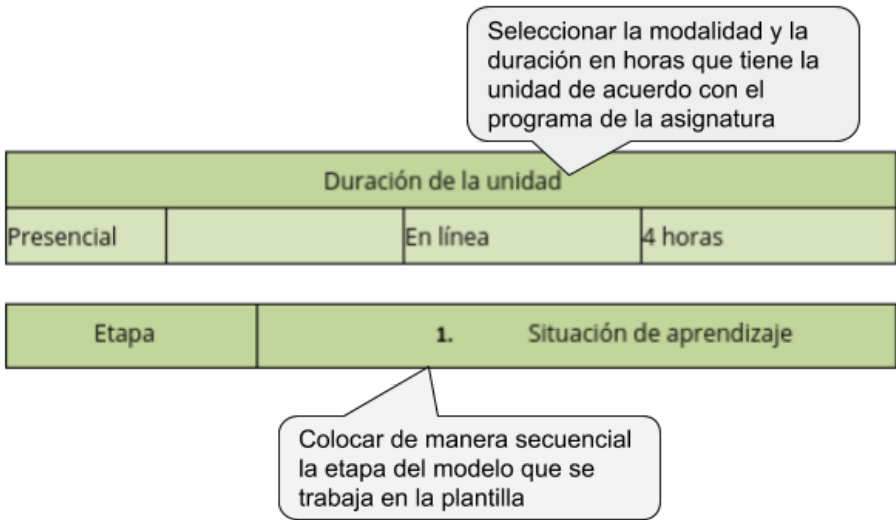 Seleccionar la modalidad y la
duración en horas que tiene la
unidad de acuerdo con el
programa de la asignatura
Duración de la unidad
Presencial En línea 4 horas
Etapa 1. Situación de aprendizaje
Colocar de manera secuencial
la etapa del modelo que se
trabaja en la plantilla